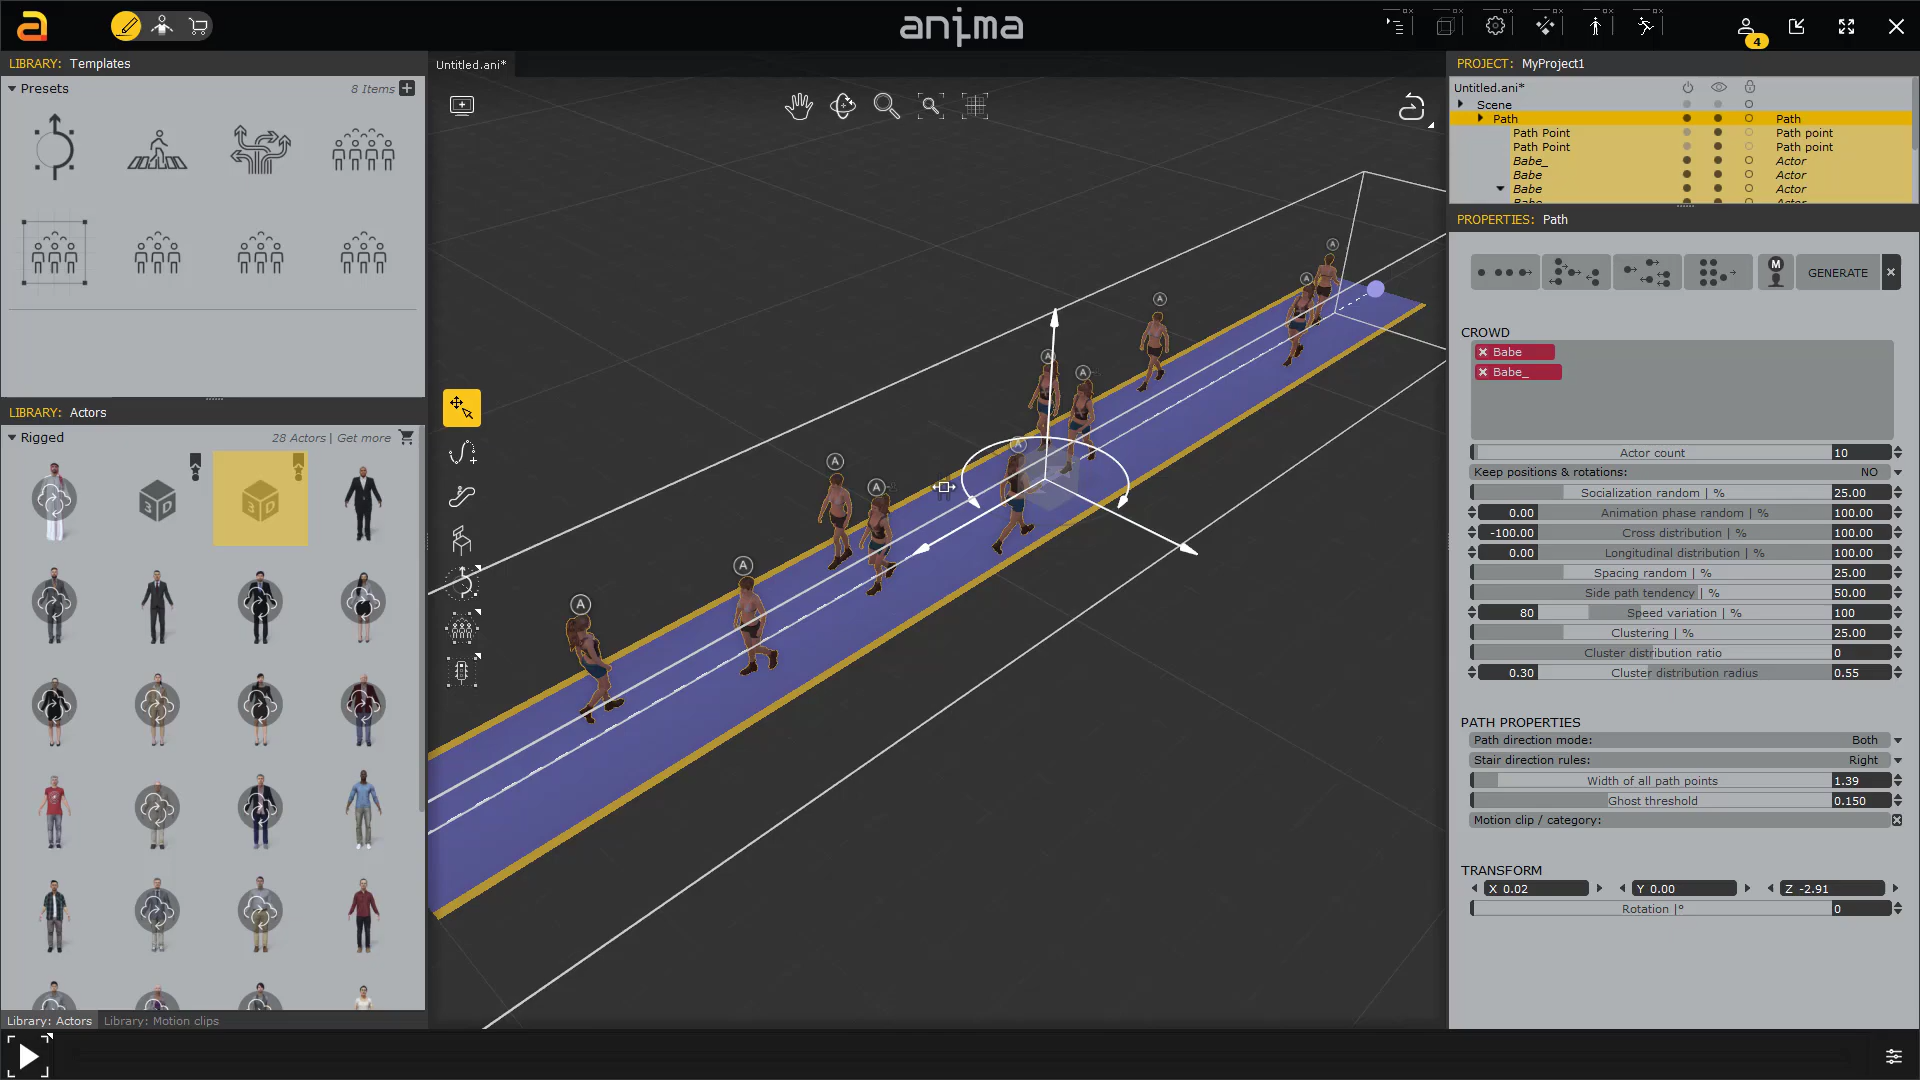 anima
4
LIBRARY: Templates
Presets
8 Items
LIBRARY: Actors
Rigged
28 Actors | Get more
3D
3D
Library: Actors
Library: Motion clips
Untitled.ani*
A
A
A
A
A
A
A
A
A
A
PROJECT: MyProject1
Untitled.ani*
Scene
Path Path
Path Point Path point
Path Point Path point
Babe_ Actor
Babe Actor
Babe Actor
PROPERTIES: Path
M
GENERATE
CROWD
Babe
Babe_
Actor count 10
Keep positions & rotations: NO
Socialization random | % 25.00
0.00 Animation phase random | % 100.00
-100.00 Cross distribution | % 100.00
0.00 Longitudinal distribution | % 100.00
Spacing random | % 25.00
Side path tendency | % 50.00
80 Speed variation | % 100
Clustering | % 25.00
Cluster distribution ratio 0
0.30 Cluster distribution radius 0.55
PATH PROPERTIES
Path direction mode: Both
Stair direction rules: Right
Width of all path points 1.39
Ghost threshold 0.150
Motion clip / category:
TRANSFORM
X 0.02 Y 0.00 Z -2.91
Rotation |° 0